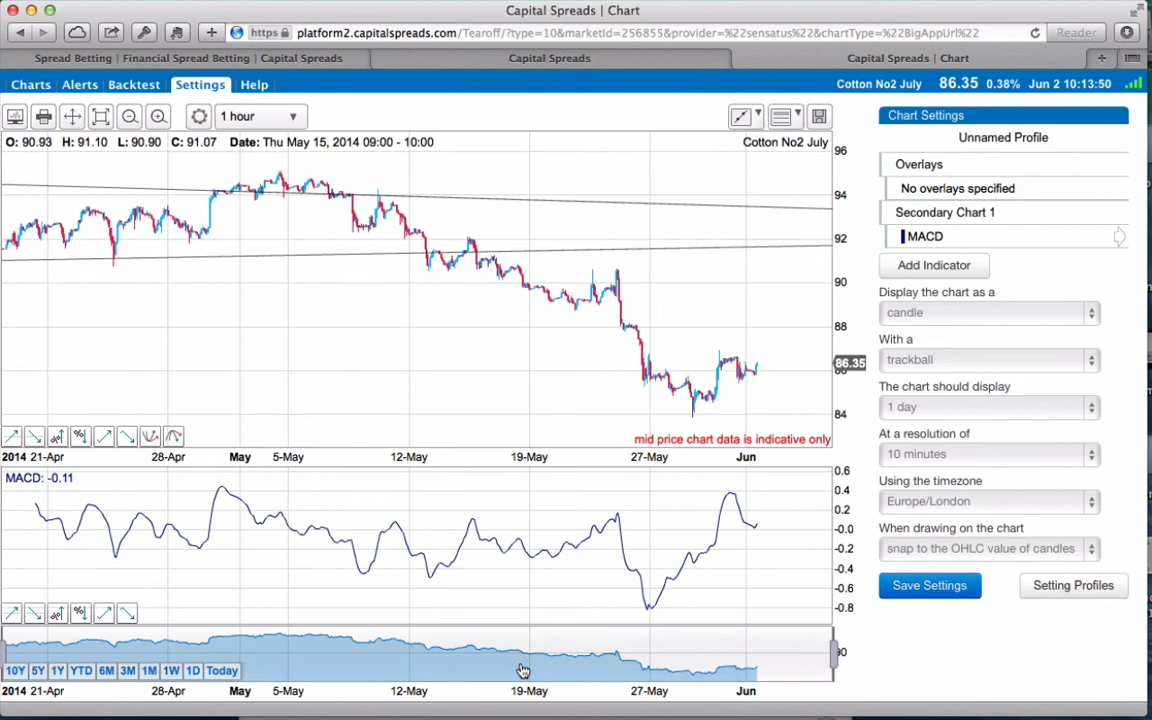 Capital Spreads | Chart
https platform2.capitalspreads.com/Tearoff/?type=10&marketId=256855&provider=%22sensatus%22&chartType=%22BigAppUrl%22
Reader
Spread Betting | Financial Spread Betting | Capital Spreads
Capital Spreads
Capital Spreads | Chart
Charts Alerts Backtest Settings Help
Cotton No2 July 86.35 0.38% Jun 2 10:13:50
1 hour
O: 90.93 H: 91.10 L: 90.90 C: 91.07 Date: Thu May 15, 2014 09:00 - 10:00
Cotton No2 July
96
94
92
90
88
86.35
84
mid price chart data is indicative only
2014 21-Apr 28-Apr May 5-May 12-May 19-May 27-May Jun
MACD: -0.11
0.6
0.4
0.2
-0.0
-0.2
-0.4
-0.6
-0.8
90
10Y 5Y 1Y YTD 6M 3M 1M 1W 1D Today
2014 21-Apr 28-Apr May 5-May 12-May 19-May 27-May Jun
Chart Settings
Unnamed Profile
Overlays
No overlays specified
Secondary Chart 1
MACD
Add Indicator
Display the chart as a
candle
With a
trackball
The chart should display
1 day
At a resolution of
10 minutes
Using the timezone
Europe/London
When drawing on the chart
snap to the OHLC value of candles
Save Settings
Setting Profiles